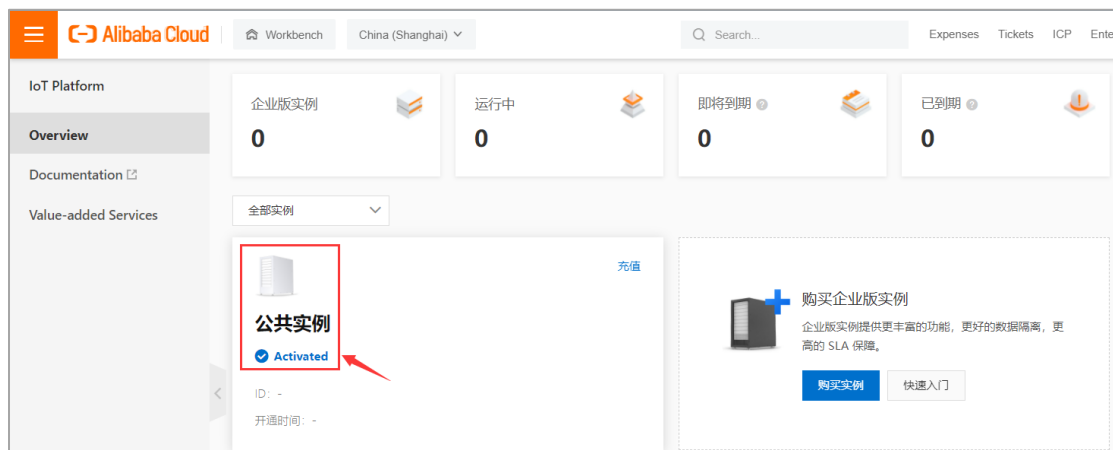 Alibaba Cloud
Workbench
China (Shanghai)
Search...
Expenses
Tickets
ICP
Ente
IoT Platform
Overview
Documentation
Value-added Services
企业版实例
0
运行中
0
即将到期
0
已到期
0
全部实例
充值
公共实例
Activated
ID: -
开通时间: -
购买企业版实例
企业版实例提供更丰富的功能，更好的数据隔离，更
高的 SLA 保障。
购买实例
快速入门